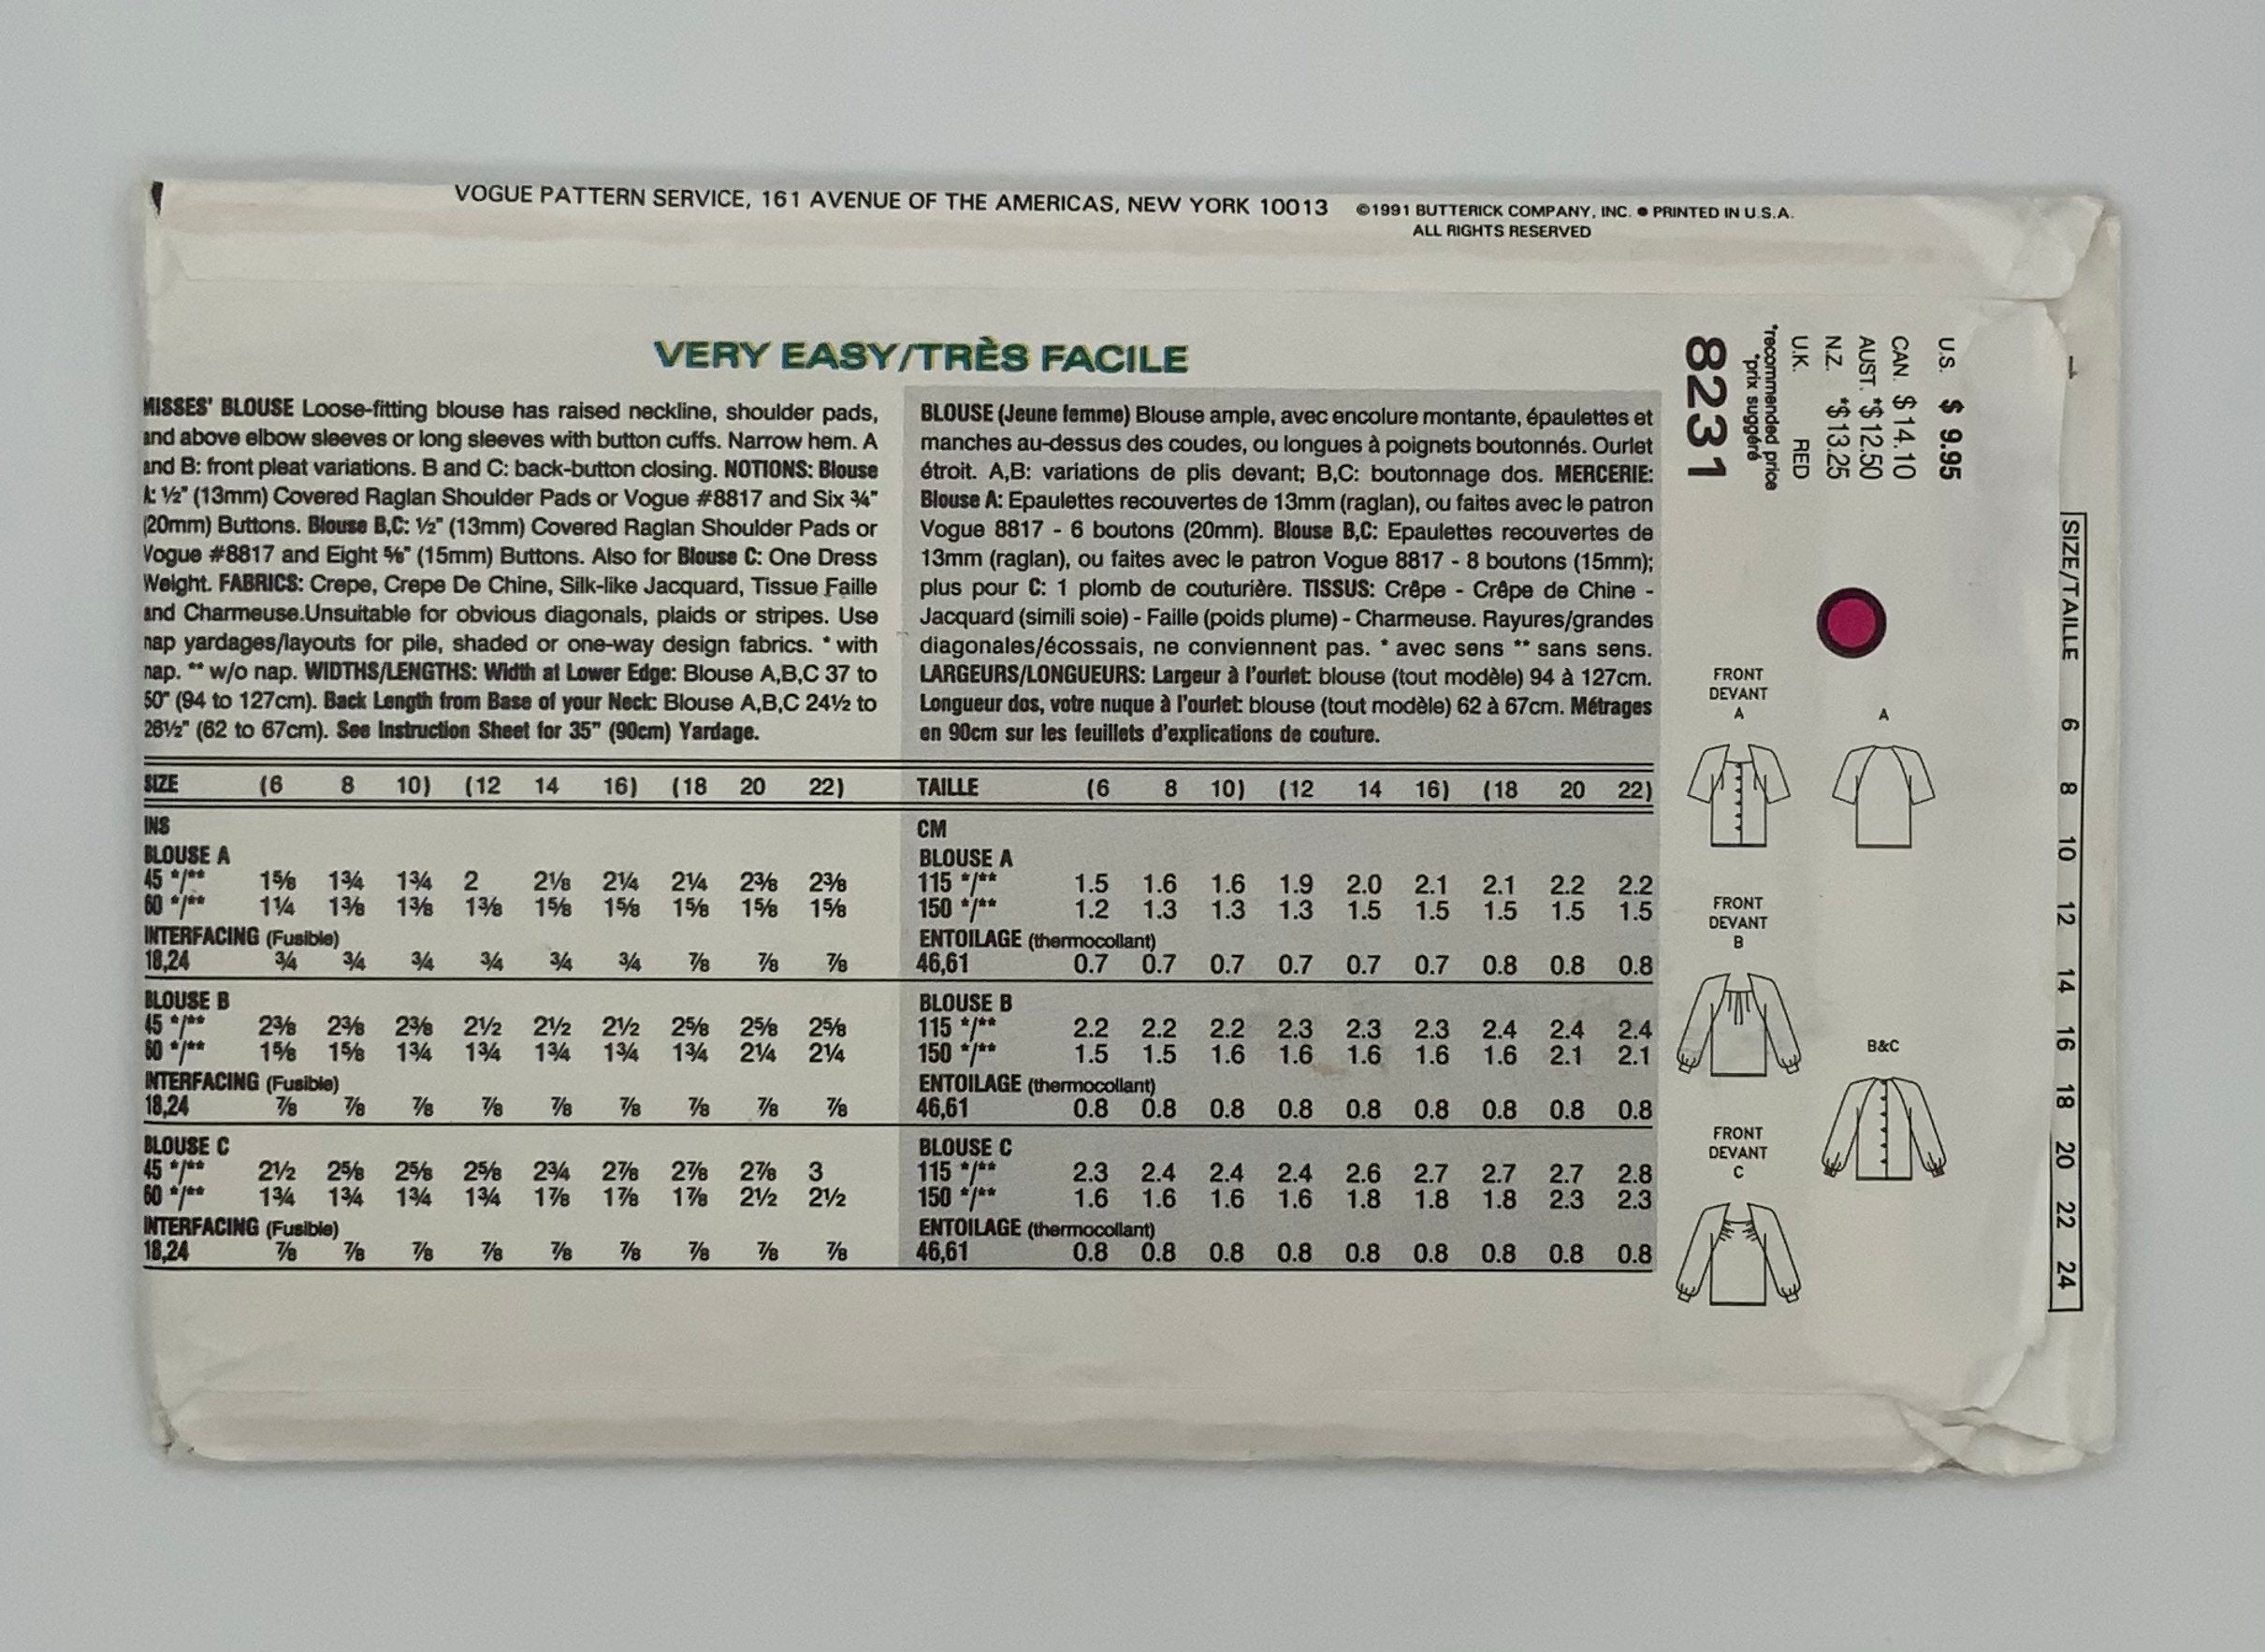 VOGUE PATTERN SERVICE, 161 AVENUE OF THE AMERICAS, NEW YORK 10013 ©1991 BUTTERICK COMPANY, INC. ● PRINTED IN U.S.A.
ALL RIGHTS RESERVED
VERY EASY/TRÈS FACILE
MISSES' BLOUSE Loose-fitting blouse has raised neckline, shoulder pads,
and above elbow sleeves or long sleeves with button cuffs. Narrow hem. A
and B: front pleat variations. B and C: back-button closing. NOTIONS: Blouse
A: ½" (13mm) Covered Raglan Shoulder Pads or Vogue #8817 and Six ¾"
(20mm) Buttons. Blouse B,C: ½" (13mm) Covered Raglan Shoulder Pads or
Vogue #8817 and Eight ⅝" (15mm) Buttons. Also for Blouse C: One Dress
Weight. FABRICS: Crepe, Crepe De Chine, Silk-like Jacquard, Tissue Faille
and Charmeuse.Unsuitable for obvious diagonals, plaids or stripes. Use
nap yardages/layouts for pile, shaded or one-way design fabrics. * with
nap. ** w/o nap. WIDTHS/LENGTHS: Width at Lower Edge: Blouse A,B,C 37 to
50" (94 to 127cm). Back Length from Base of your Neck: Blouse A,B,C 24½ to
26½" (62 to 67cm). See Instruction Sheet for 35" (90cm) Yardage.
SIZE (6 8 10) (12 14 16) (18 20 22)
INS
BLOUSE A
45 */** 1⅝ 1¾ 1¾ 2 2⅛ 2¼ 2¼ 2⅜ 2⅜
60 */** 1¼ 1⅜ 1⅜ 1⅜ 1⅝ 1⅝ 1⅝ 1⅝ 1⅝
INTERFACING (Fusible)
18,24 ¾ ¾ ¾ ¾ ¾ ¾ ⅞ ⅞ ⅞
BLOUSE B
45 */** 2⅜ 2⅜ 2⅜ 2½ 2½ 2½ 2⅝ 2⅝ 2⅝
60 */** 1⅝ 1⅝ 1¾ 1¾ 1¾ 1¾ 1¾ 2¼ 2¼
INTERFACING (Fusible)
18,24 ⅞ ⅞ ⅞ ⅞ ⅞ ⅞ ⅞ ⅞ ⅞
BLOUSE C
45 */** 2½ 2⅝ 2⅝ 2⅝ 2¾ 2⅞ 2⅞ 2⅞ 3
60 */** 1¾ 1¾ 1¾ 1¾ 1⅞ 1⅞ 1⅞ 2½ 2½
INTERFACING (Fusible)
18,24 ⅞ ⅞ ⅞ ⅞ ⅞ ⅞ ⅞ ⅞ ⅞
BLOUSE (Jeune femme) Blouse ample, avec encolure montante, épaulettes et
manches au-dessus des coudes, ou longues à poignets boutonnés. Ourlet
étroit. A,B: variations de plis devant; B,C: boutonnage dos. MERCERIE:
Blouse A: Epaulettes recouvertes de 13mm (raglan), ou faites avec le patron
Vogue 8817 - 6 boutons (20mm). Blouse B,C: Epaulettes recouvertes de
13mm (raglan), ou faites avec le patron Vogue 8817 - 8 boutons (15mm);
plus pour C: 1 plomb de couturière. TISSUS: Crêpe - Crêpe de Chine -
Jacquard (simili soie) - Faille (poids plume) - Charmeuse. Rayures/grandes
diagonales/écossais, ne conviennent pas. * avec sens ** sans sens.
LARGEURS/LONGUEURS: Largeur à l'ourlet: blouse (tout modèle) 94 à 127cm.
Longueur dos, votre nuque à l'ourlet: blouse (tout modèle) 62 à 67cm. Métrages
en 90cm sur les feuillets d'explications de couture.
TAILLE (6 8 10) (12 14 16) (18 20 22)
CM
BLOUSE A
115 */** 1.5 1.6 1.6 1.9 2.0 2.1 2.1 2.2 2.2
150 */** 1.2 1.3 1.3 1.3 1.5 1.5 1.5 1.5 1.5
ENTOILAGE (thermocollant)
46,61 0.7 0.7 0.7 0.7 0.7 0.7 0.8 0.8 0.8
BLOUSE B
115 */** 2.2 2.2 2.2 2.3 2.3 2.3 2.4 2.4 2.4
150 */** 1.5 1.5 1.6 1.6 1.6 1.6 1.6 2.1 2.1
ENTOILAGE (thermocollant)
46,61 0.8 0.8 0.8 0.8 0.8 0.8 0.8 0.8 0.8
BLOUSE C
115 */** 2.3 2.4 2.4 2.4 2.6 2.7 2.7 2.7 2.8
150 */** 1.6 1.6 1.6 1.6 1.8 1.8 1.8 2.3 2.3
ENTOILAGE (thermocollant)
46,61 0.8 0.8 0.8 0.8 0.8 0.8 0.8 0.8 0.8
U.S. $ 9.95
CAN. $ 14.10
AUST. *$ 12.50
N.Z. *$ 13.25
U.K. RED
*recommended price
*prix suggéré
8231
FRONT
DEVANT
A
A
FRONT
DEVANT
B
B&C
FRONT
DEVANT
C
SIZE/TAILLE 6 8 10 12 14 16 18 20 22 24